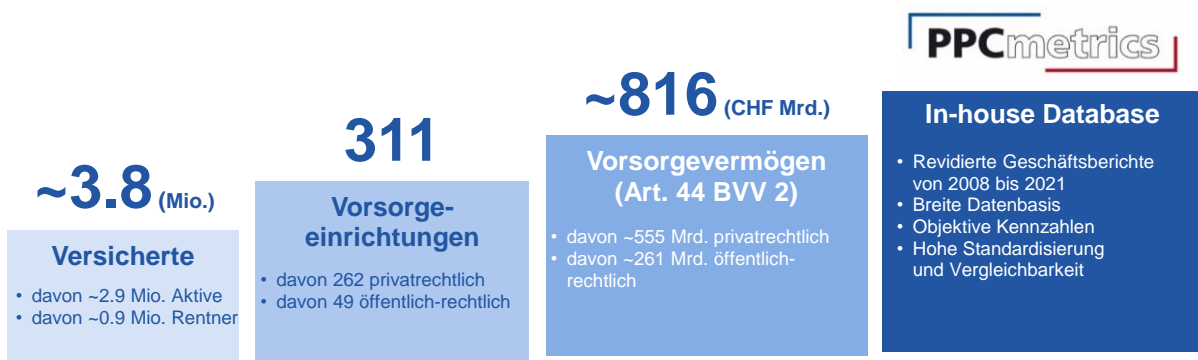 ~3.8 (Mio.)
Versicherte
• davon ~2.9 Mio. Aktive
• davon ~0.9 Mio. Rentner
311
Vorsorge-
einrichtungen
• davon 262 privatrechtlich
• davon 49 öffentlich-rechtlich
~816 (CHF Mrd.)
Vorsorgevermögen
(Art. 44 BVV 2)
• davon ~555 Mrd. privatrechtlich
• davon ~261 Mrd. öffentlich-
rechtlich
PPCmetrics
In-house Database
• Revidierte Geschäftsberichte
von 2008 bis 2021
• Breite Datenbasis
• Objektive Kennzahlen
• Hohe Standardisierung
und Vergleichbarkeit